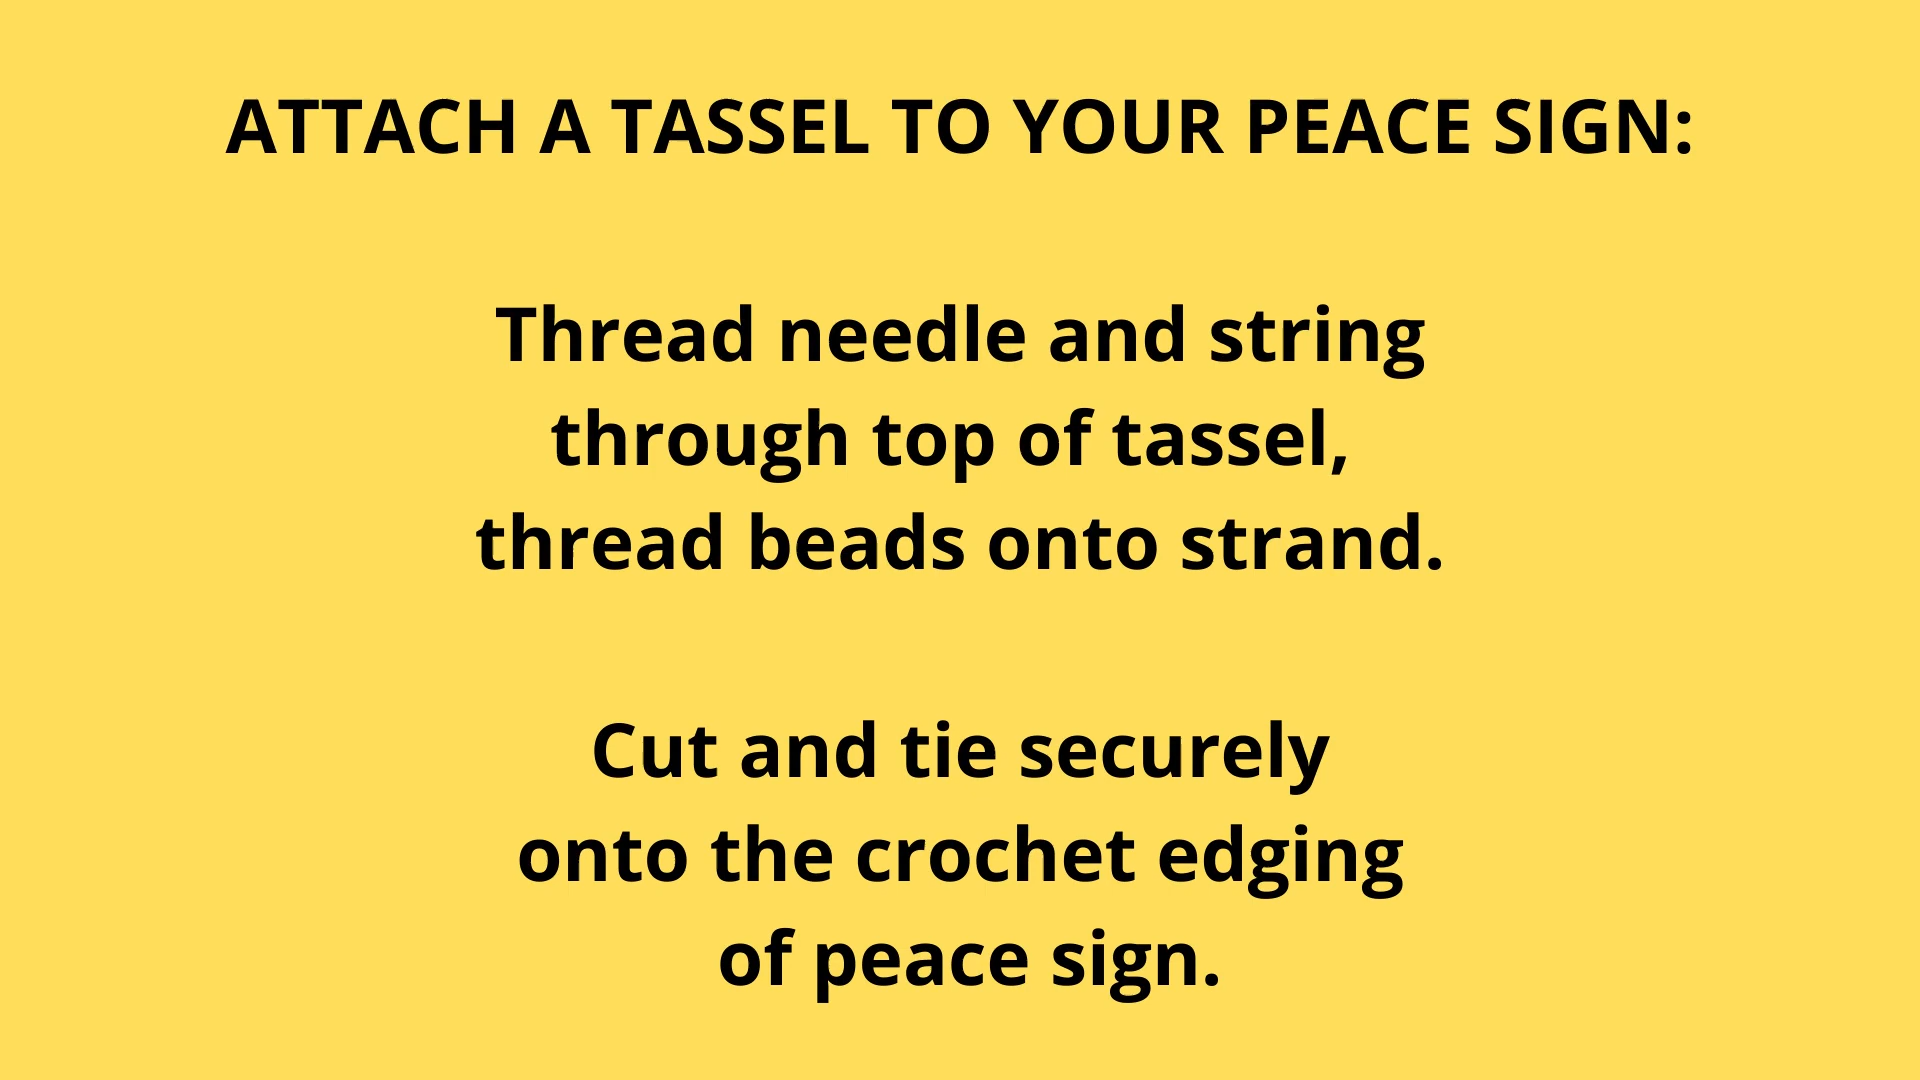 ATTACH A TASSEL TO YOUR PEACE SIGN:
Thread needle and string
through top of tassel,
thread beads onto strand.
Cut and tie securely
onto the crochet edging
of peace sign.